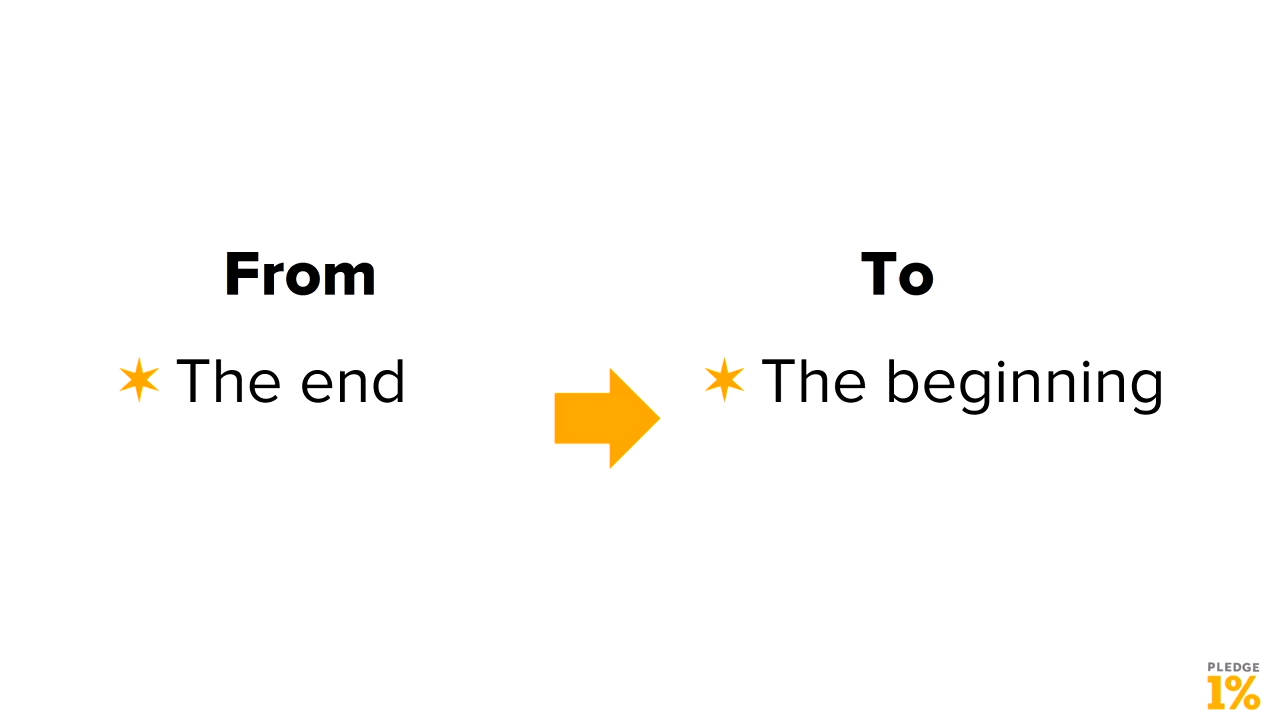 From
To
✶ The end
✶ The beginning
PLEDGE
1%